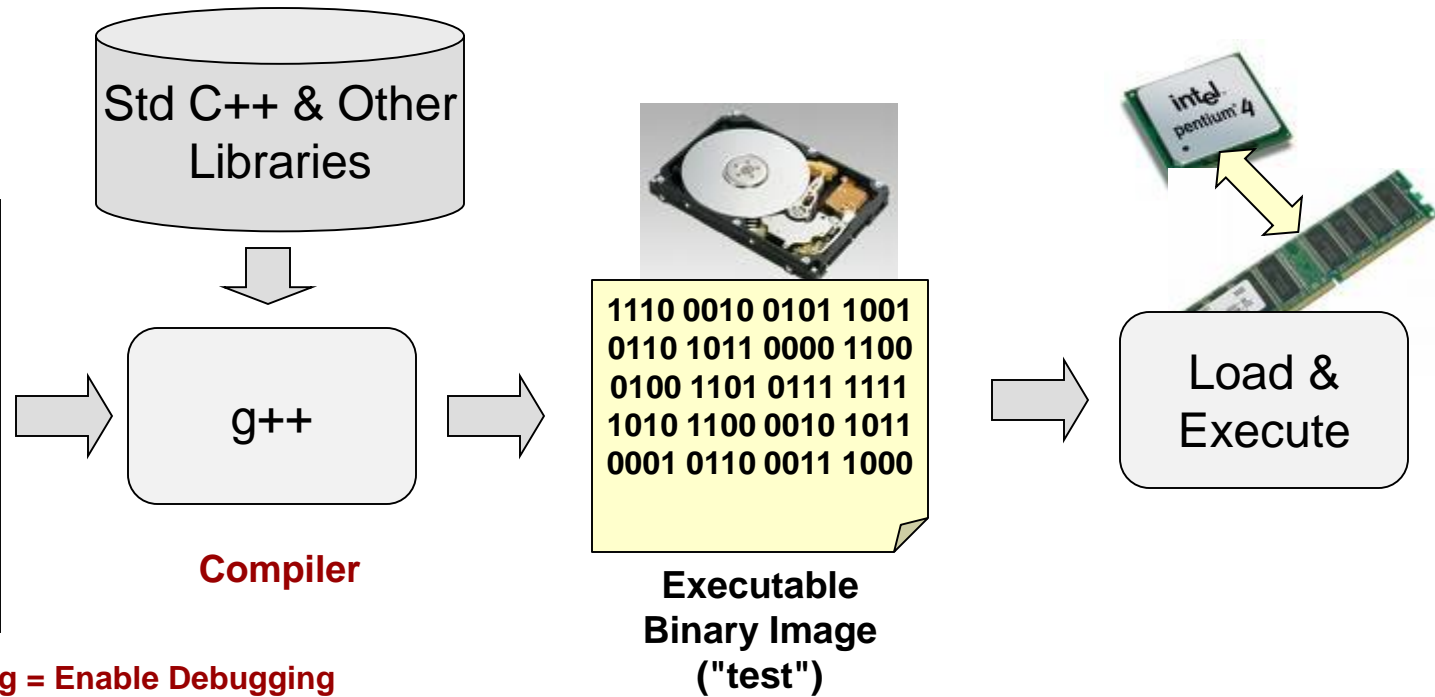 Std C++ & Other
Libraries
intel
pentium 4
1110 0010 0101 1001
0110 1011 0000 1100
0100 1101 0111 1111
1010 1100 0010 1011
0001 0110 0011 1000
g++
Load &
Execute
Compiler
Executable
Binary Image
("test")
g = Enable Debugging